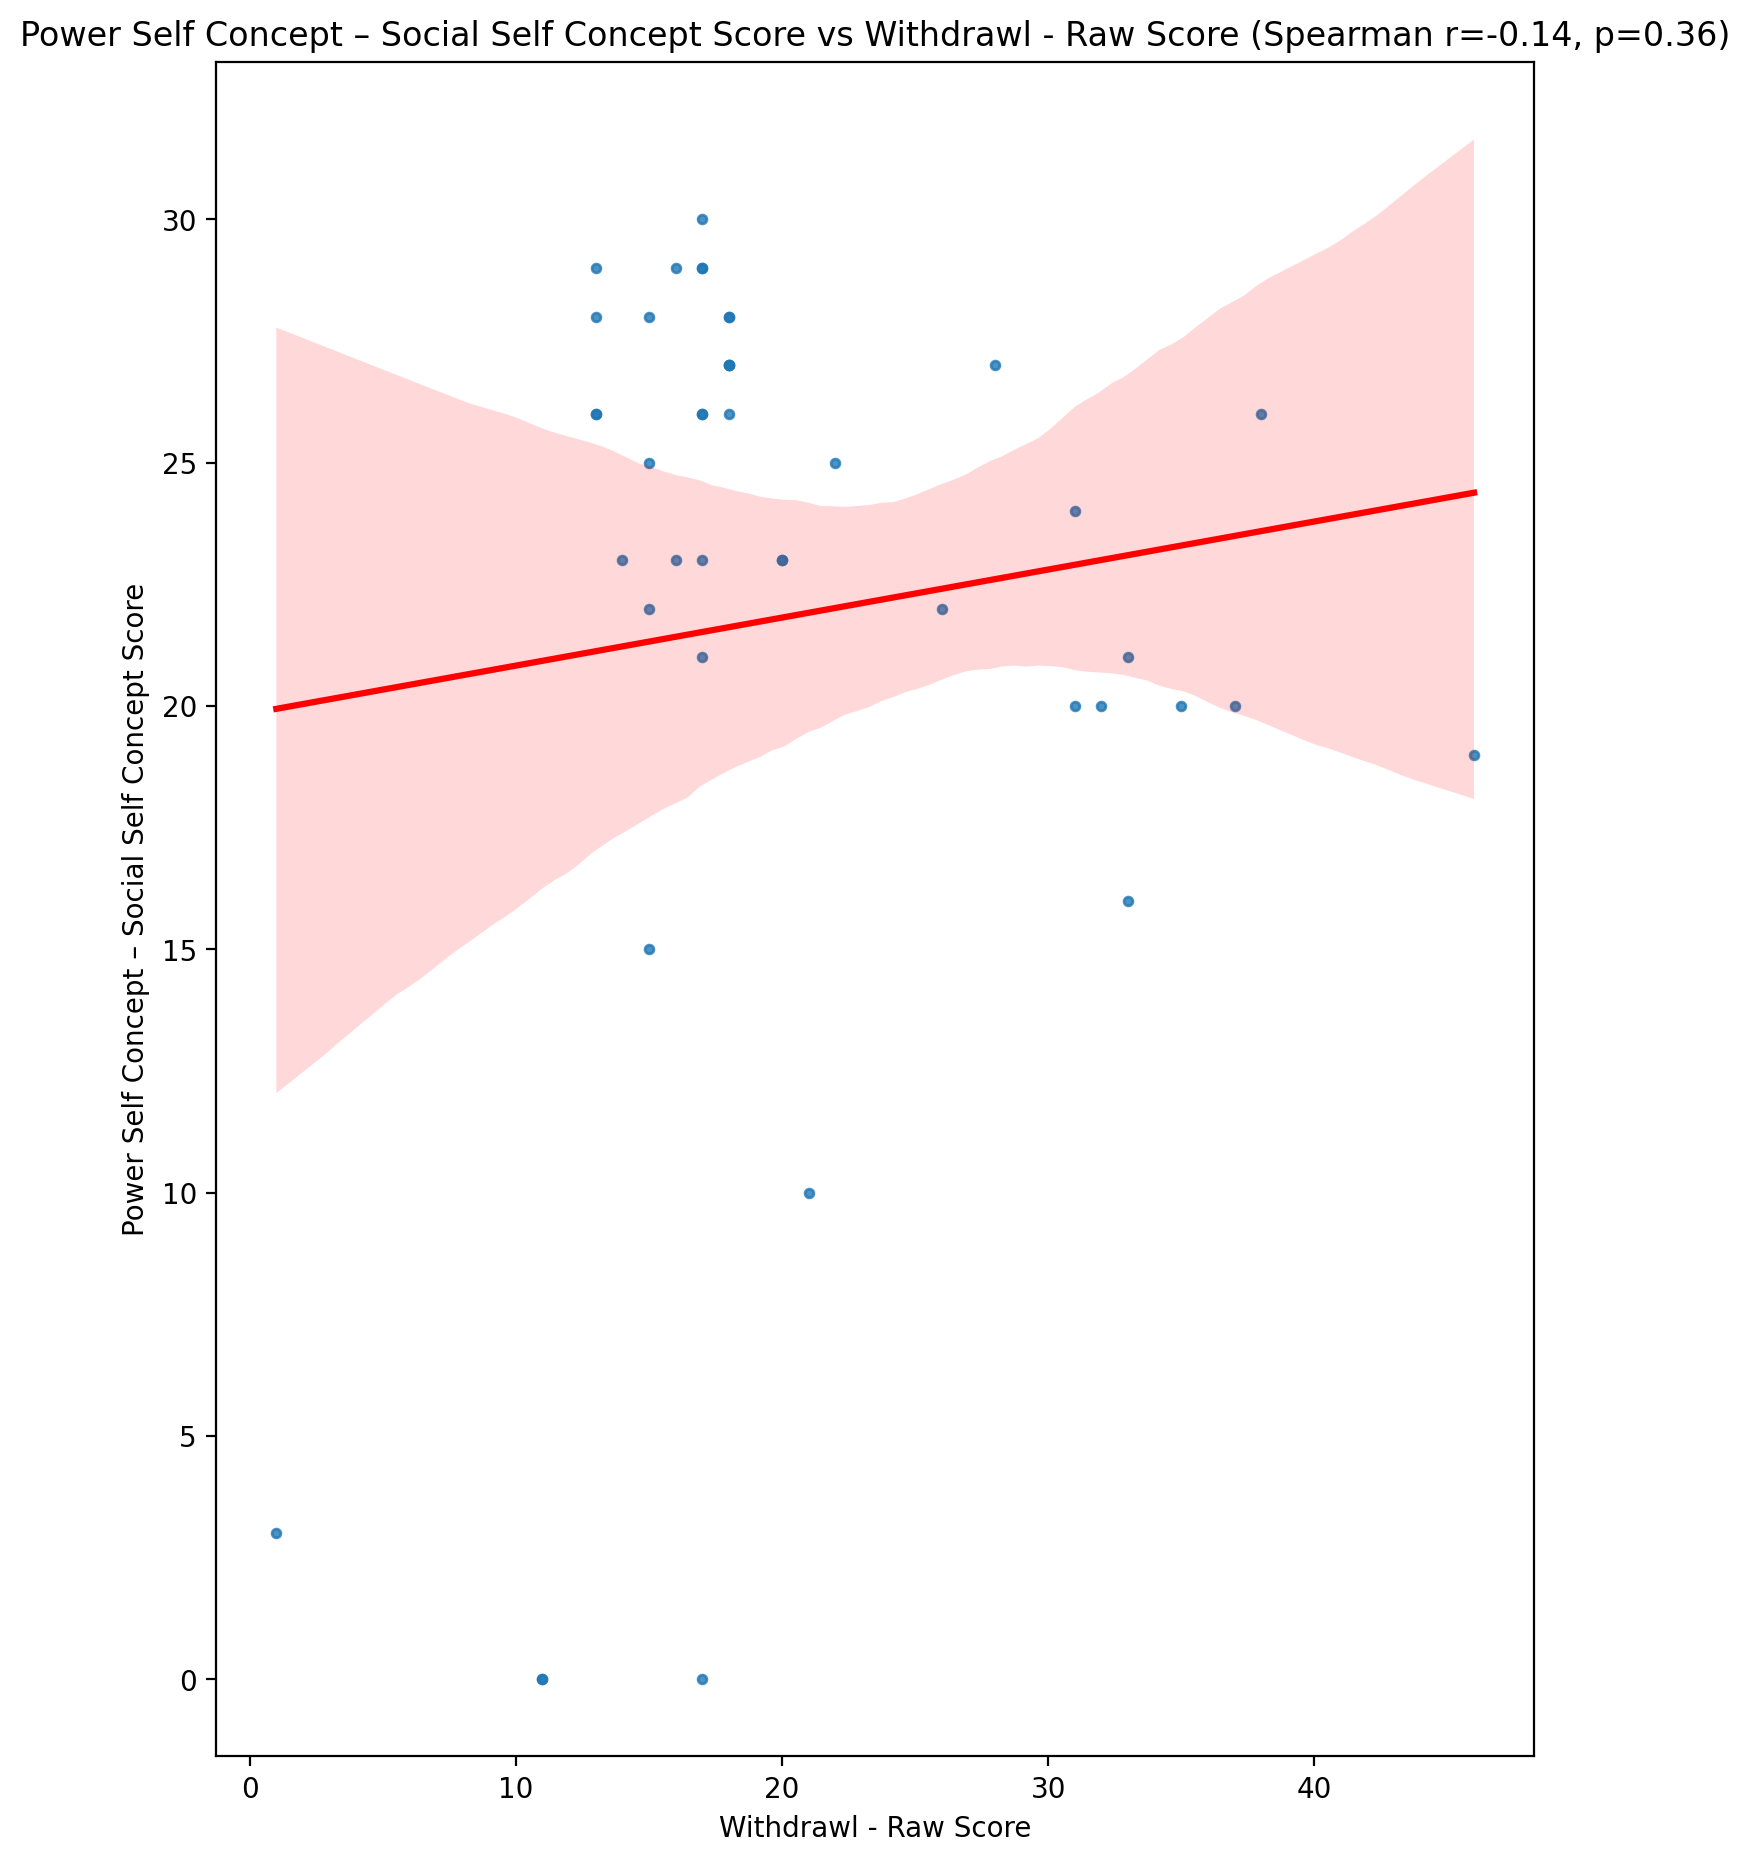 Power Self Concept – Social Self Concept Score vs Withdrawl - Raw Score (Spearman r=-0.14, p=0.36)
Power Self Concept – Social Self Concept Score
30
25
20
15
10
5
0
0 10 20 30 40
Withdrawl - Raw Score